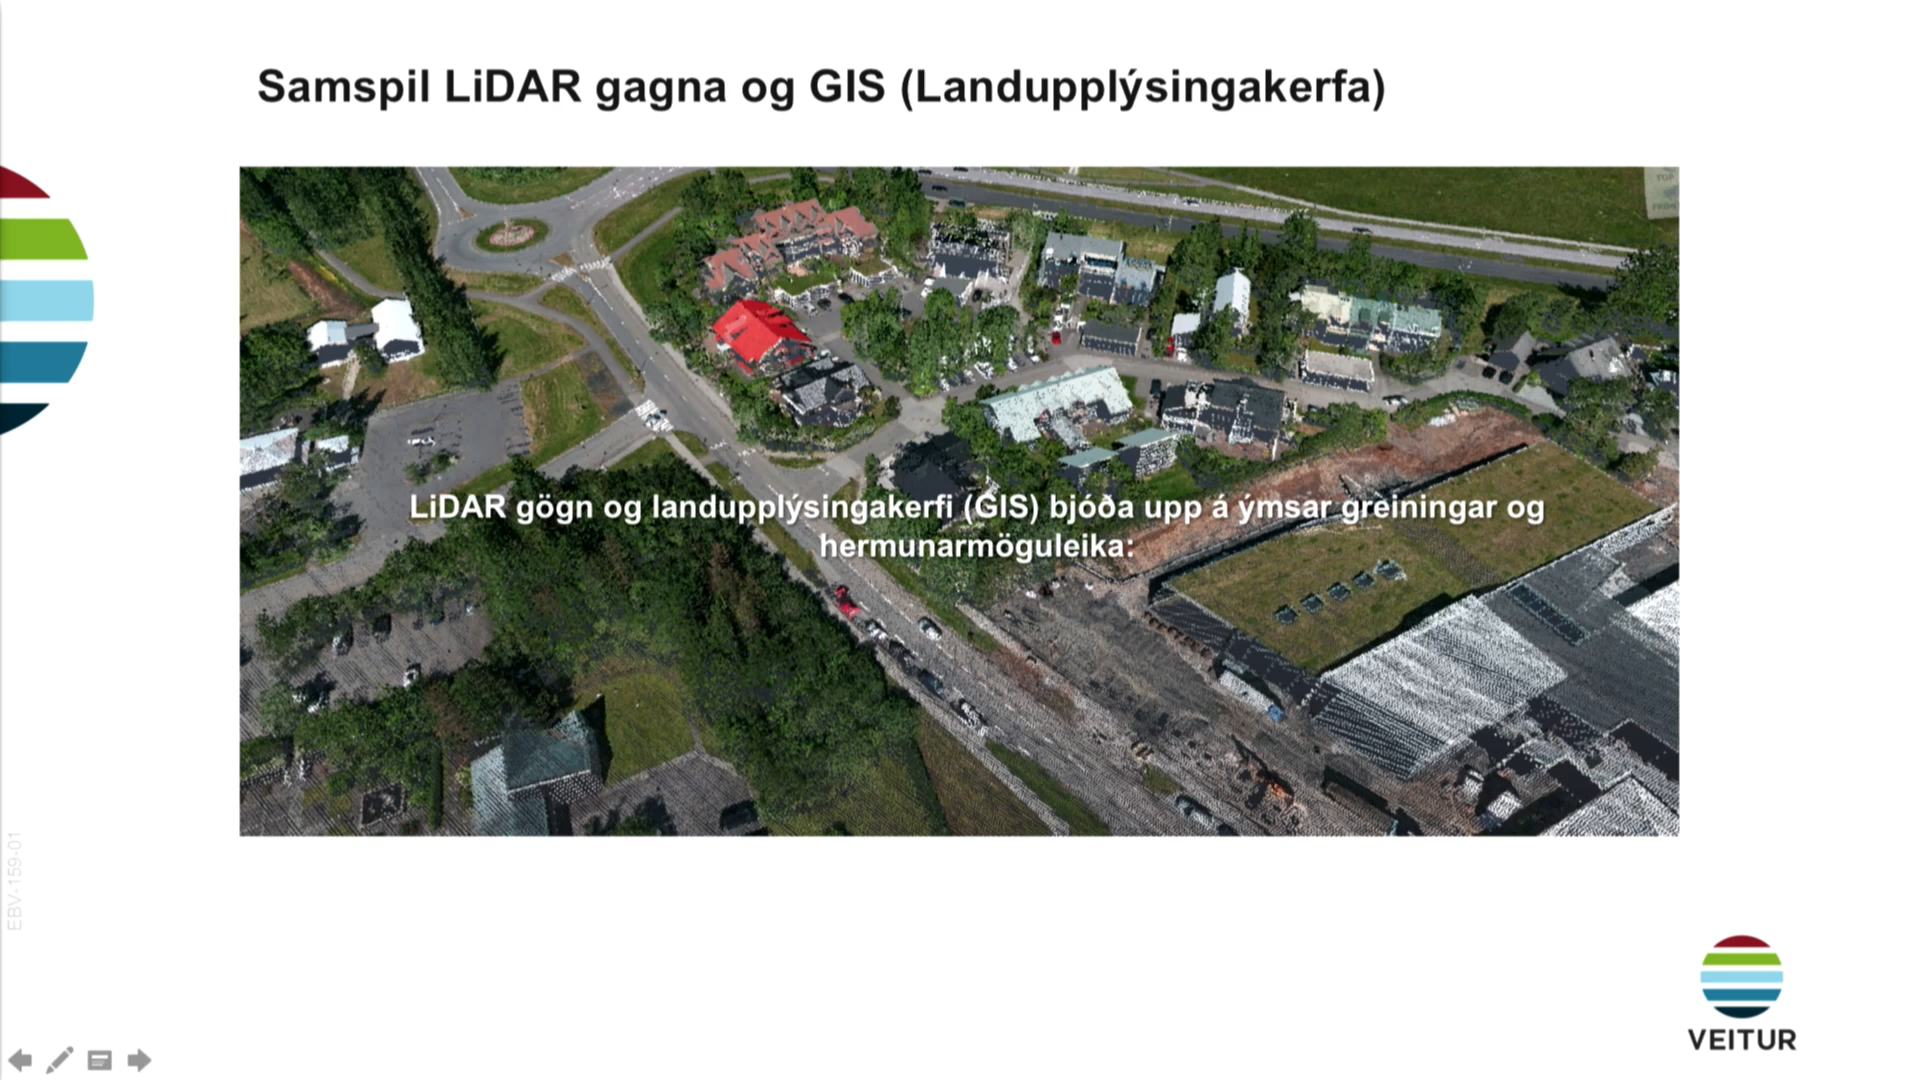 Samspil LiDAR gagna og GIS (Landupplýsingakerfa)
TOP
LiDAR gögn og landupplýsingakerfi (GIS) bjóða upp á ýmsar greiningar og
hermunarmöguleika:
EBV-159-01
VEITUR